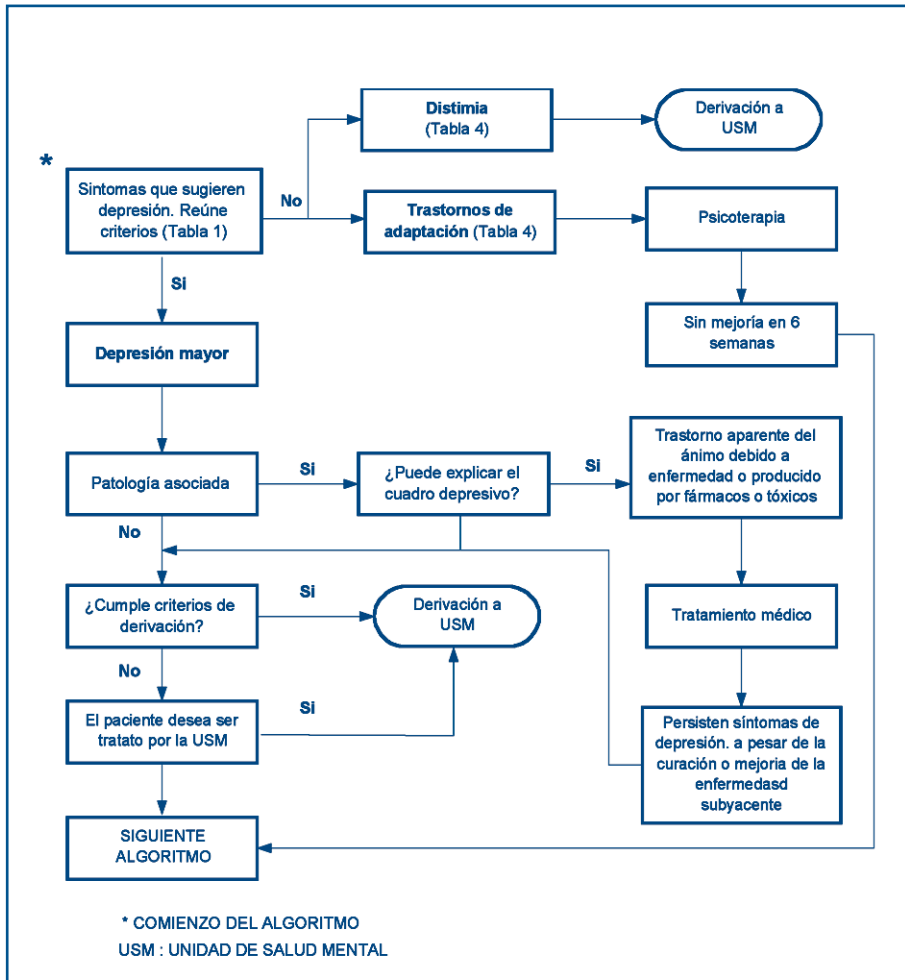 Distimia
(Tabla 4)
Derivación a
USM
*
Sintomas que sugieren
depresión. Reúne
criterios (Tabla 1)
No
Trastornos de
adaptación (Tabla 4)
Psicoterapia
Si
Sin mejoría en 6
semanas
Depresión mayor
Patología asociada
Si
¿Puede explicar el
cuadro depresivo?
Si
Trastorno aparente del
ánimo debido a
enfermedad o producido
por fármacos o tóxicos
No
¿Cumple criterios de
derivación?
Si
Derivación a
USM
Tratamiento médico
No
El paciente desea ser
tratato por la USM
Si
Persisten síntomas de
depresión. a pesar de la
curación o mejoria de la
enfermedasd
subyacente
SIGUIENTE
ALGORITMO
* COMIENZO DEL ALGORITMO
USM : UNIDAD DE SALUD MENTAL